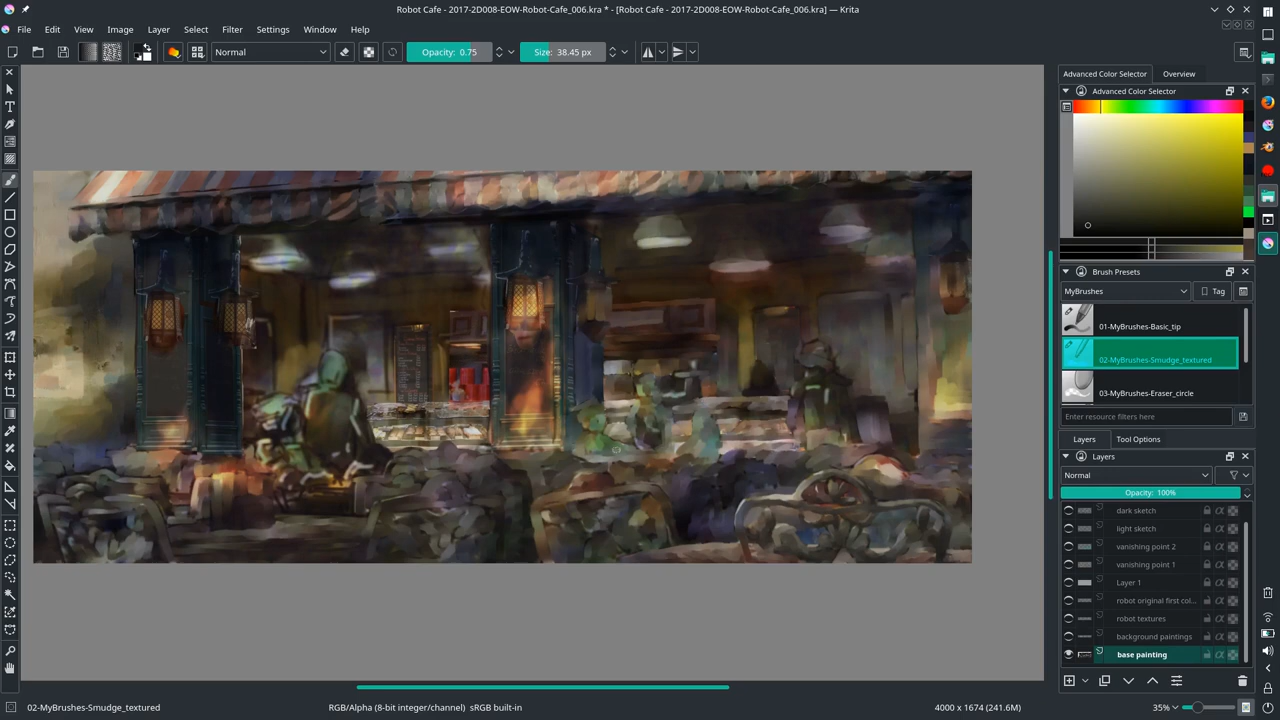 Robot Cafe - 2017-2D008-EOW-Robot-Cafe_006.kra * - [Robot Cafe - 2017-2D008-EOW-Robot-Cafe_006.kra] — Krita
File Edit View Image Layer Select Filter Settings Window Help
Normal Opacity: 0.75 Size: 38.45 px
Advanced Color Selector Overview
Advanced Color Selector
Brush Presets
MyBrushes Tag
01-MyBrushes-Basic_tip
02-MyBrushes-Smudge_textured
03-MyBrushes-Eraser_circle
Enter resource filters here
Layers Tool Options
Layers
Normal
Opacity: 100%
dark sketch
light sketch
vanishing point 2
vanishing point 1
Layer 1
robot original first col...
robot textures
background paintings
base painting
02-MyBrushes-Smudge_textured RGB/Alpha (8-bit integer/channel) sRGB built-in 4000 x 1674 (241.6M) 35%